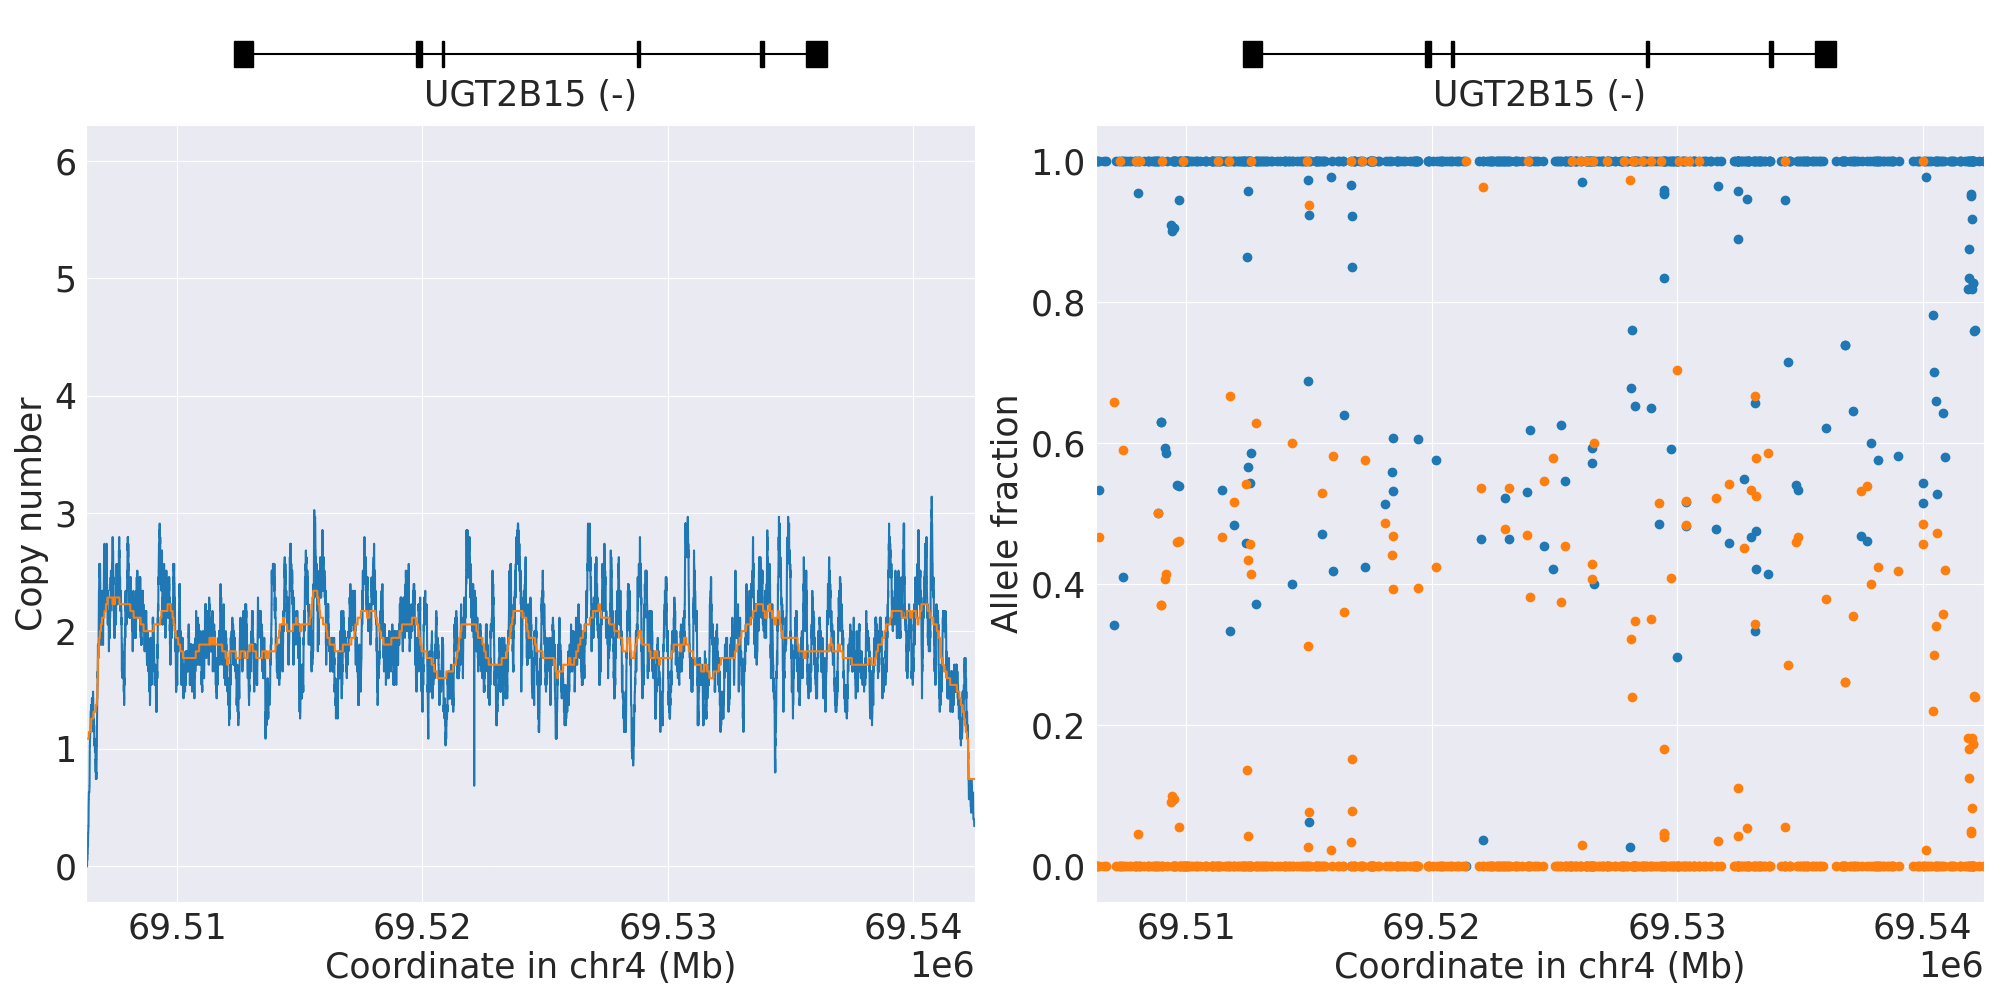 UGT2B15 (-)
Copy number
6
5
4
3
2
1
0
69.51 69.52 69.53 69.54
Coordinate in chr4 (Mb)
1e6
UGT2B15 (-)
Allele fraction
1.0
0.8
0.6
0.4
0.2
0.0
69.51 69.52 69.53 69.54
Coordinate in chr4 (Mb)
1e6